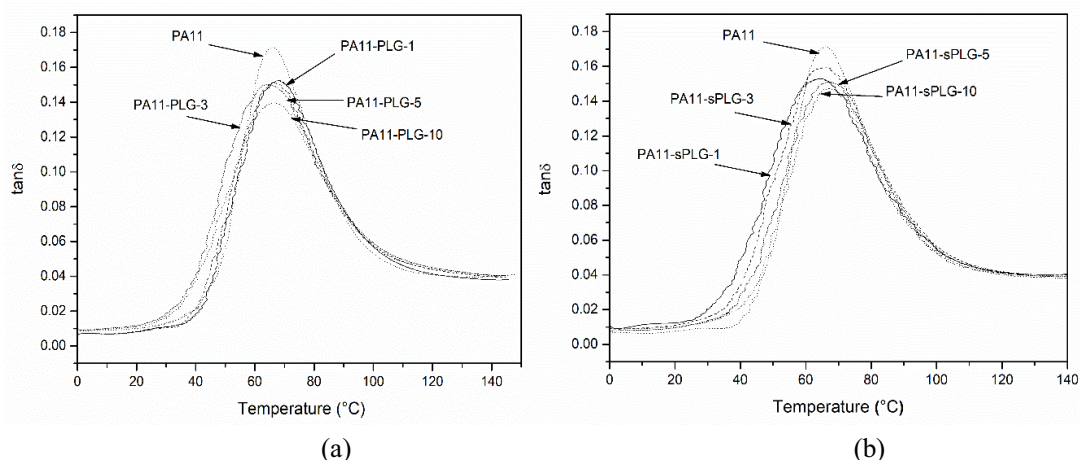 0.18
0.16
0.14
0.12
0.10
0.08
0.06
0.04
0.02
0.00
tanδ
PA11
PA11-PLG-1
PA11-PLG-3
PA11-PLG-5
PA11-PLG-10
0 20 40 60 80 100 120 140
Temperature (°C)
(a)
0.18
0.16
0.14
0.12
0.10
0.08
0.06
0.04
0.02
0.00
tanδ
PA11
PA11-sPLG-5
PA11-sPLG-3
PA11-sPLG-10
PA11-sPLG-1
0 20 40 60 80 100 120 140
Temperature (°C)
(b)